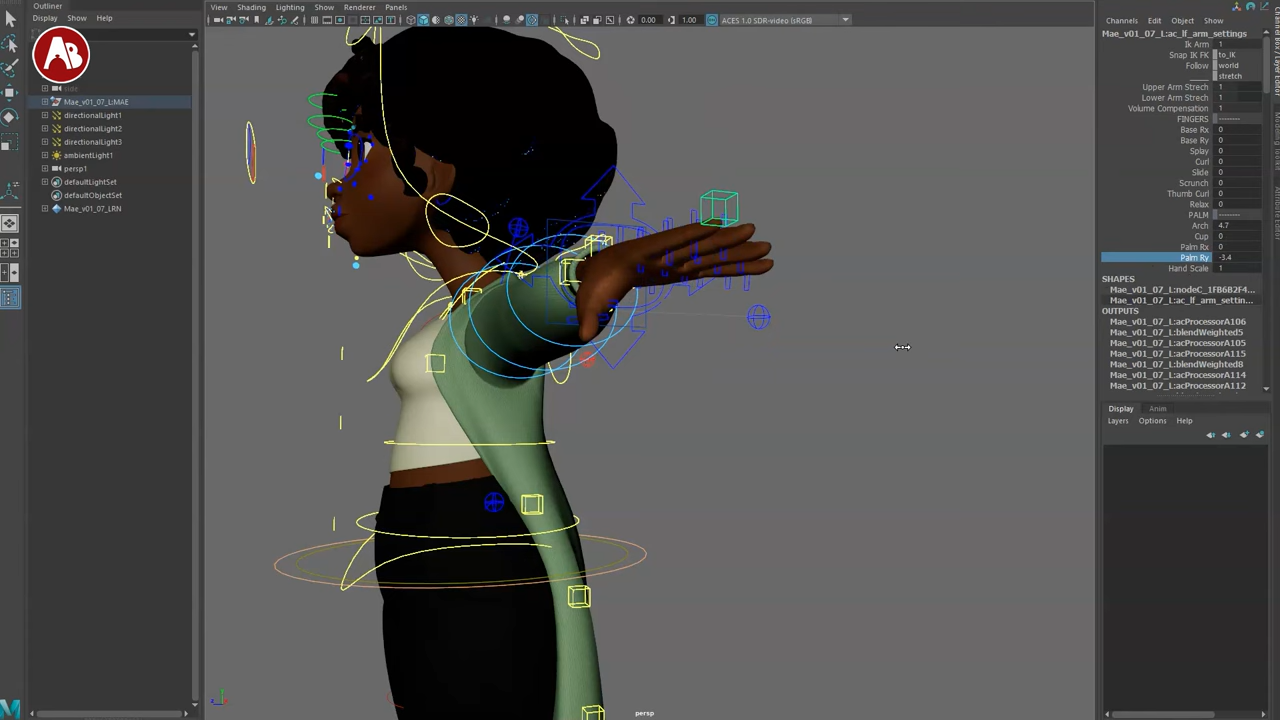 Outliner
Display Show Help
AB
side
Mae_v01_07_L:MAE
directionalLight1
directionalLight2
directionalLight3
ambientLight1
persp1
defaultLightSet
defaultObjectSet
Mae_v01_07_LRN
View Shading Lighting Show Renderer Panels
0.00 1.00 ACES 1.0 SDR-video (sRGB)
persp
Channels Edit Object Show
Mae_v01_07_L:ac_lf_arm_settings
Ik Arm 1
Snap IK FK to_IK
Follow world
____ stretch
Upper Arm Strech 1
Lower Arm Strech 1
Volume Compensation 1
FINGERS --------
Base Rx 0
Base Ry 0
Splay 0
Curl 0
Slide 0
Scrunch 0
Thumb Curl 0
Relax 0
PALM --------
Arch 4.7
Cup 0
Palm Rx 0
Palm Ry -3.4
Hand Scale 1
SHAPES
Mae_v01_07_L:nodeC_1FB6B2F4...
Mae_v01_07_L:ac_lf_arm_settin...
OUTPUTS
Mae_v01_07_L:acProcessorA106
Mae_v01_07_L:blendWeighted5
Mae_v01_07_L:acProcessorA105
Mae_v01_07_L:acProcessorA115
Mae_v01_07_L:blendWeighted8
Mae_v01_07_L:acProcessorA114
Mae_v01_07_L:acProcessorA112
Display Anim
Layers Options Help